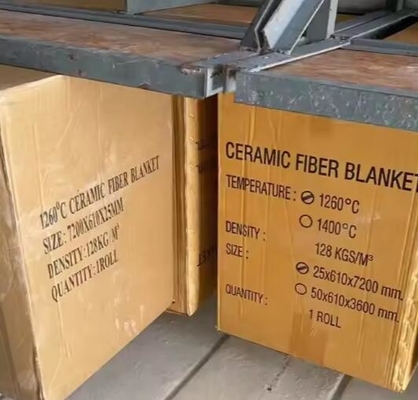 1260°C CERAMIC FIBER BLANKET
SIZE: 7200X610X25MM
DENSITY: 128KG/M³
QUANTITY: 1ROLL
CERAMIC FIBER BLANKET
TEMPERATURE : 1260°C
1400°C
DENSITY : 128 KGS/M³
SIZE : 25x610x7200 mm.
50x610x3600 mm.
QUANTITY : 1 ROLL